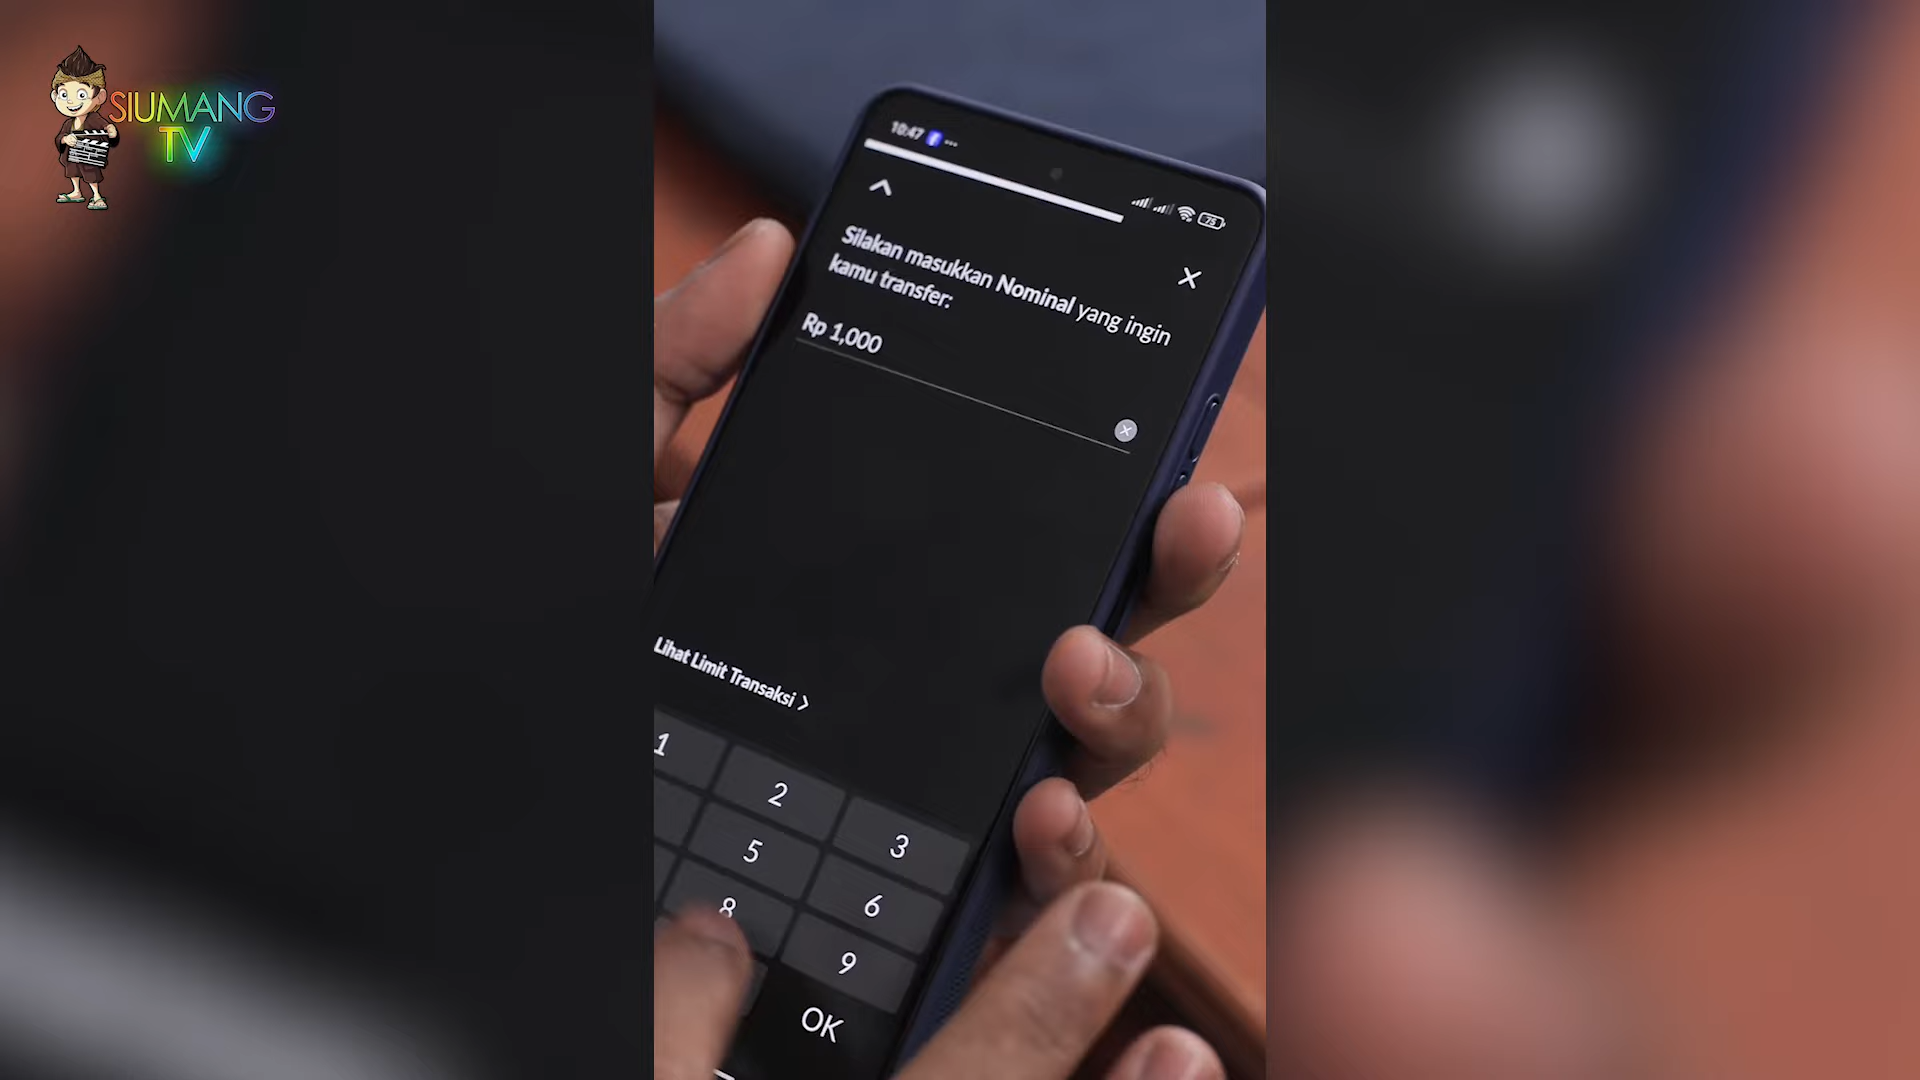 SIUMANG
TV
10:47
75
Silakan masukkan Nominal yang ingin
kamu transfer:
Rp 1,000
Lihat Limit Transaksi >
1
2
3
5
6
8
9
OK